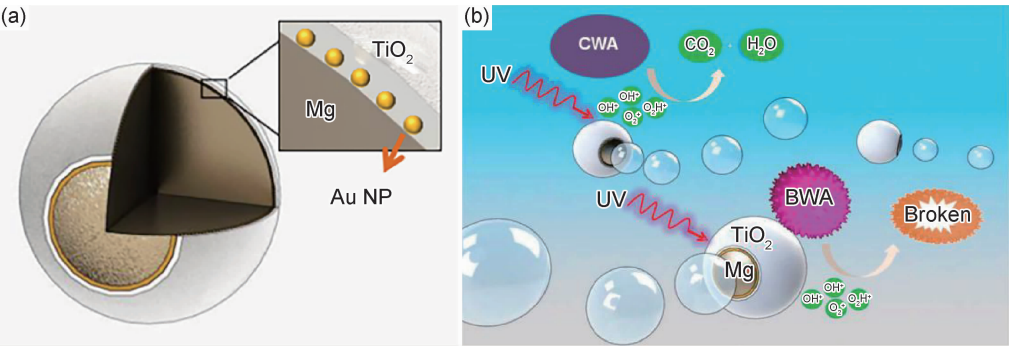 (a)
TiO₂
Mg
Au NP
(b)
CWA
CO₂
H₂O
UV
OH⁺
OH⁺
O₂H⁺
O₂⁺
UV
BWA
Broken
TiO₂
Mg
OH⁺
OH⁺
O₂H⁺
O₂⁺